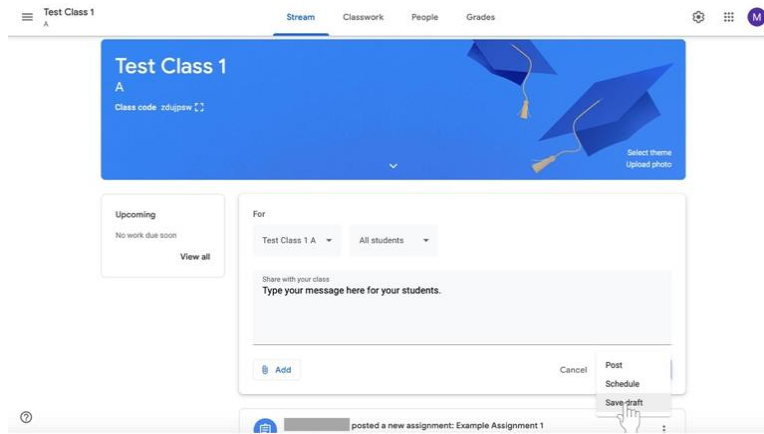 Test Class 1
A
Stream Classwork People Grades
M
Test Class 1
A
Class code zdujpsw
Select theme
Upload photo
Upcoming
No work due soon
View all
For
Test Class 1 A All students
Share with your class
Type your message here for your students.
Add Cancel
Post
Schedule
Save draft
posted a new assignment: Example Assignment 1